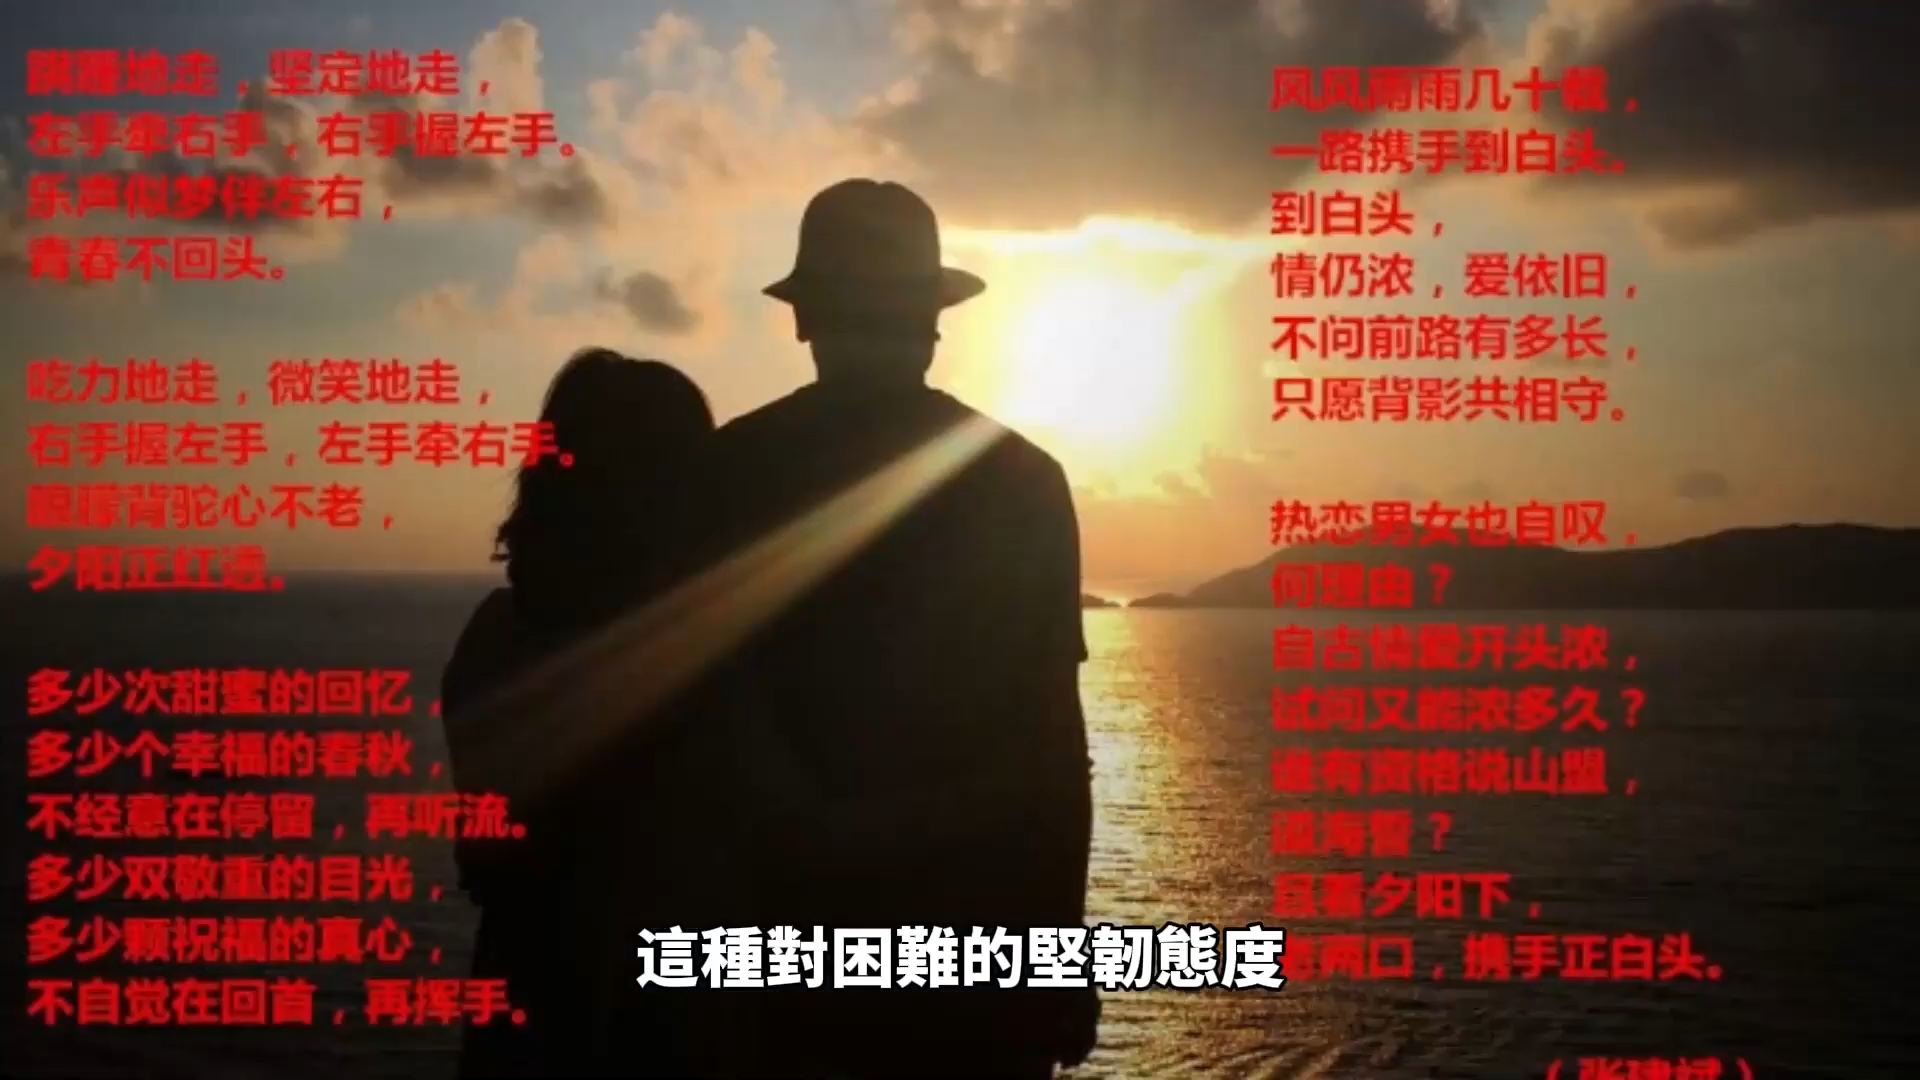 蹒跚地走，坚定地走，
左手牵右手，右手握左手。
乐声似梦伴左右，
青春不回头。
吃力地走，微笑地走，
右手握左手，左手牵右手。
眼朦背驼心不老，
夕阳正红透。
多少次甜蜜的回忆，
多少个幸福的春秋，
不经意在停留，再听流。
多少双敬重的目光，
多少颗祝福的真心，
不自觉在回首，再挥手。
风风雨雨几十载，
一路携手到白头。
到白头，
情仍浓，爱依旧，
不问前路有多长，
只愿背影共相守。
热恋男女也自叹，
何理由？
自古情爱开头浓，
试问又能浓多久？
谁有资格说山盟，
道海誓？
且看夕阳下，
老两口，携手正白头。
這種對困難的堅韌態度